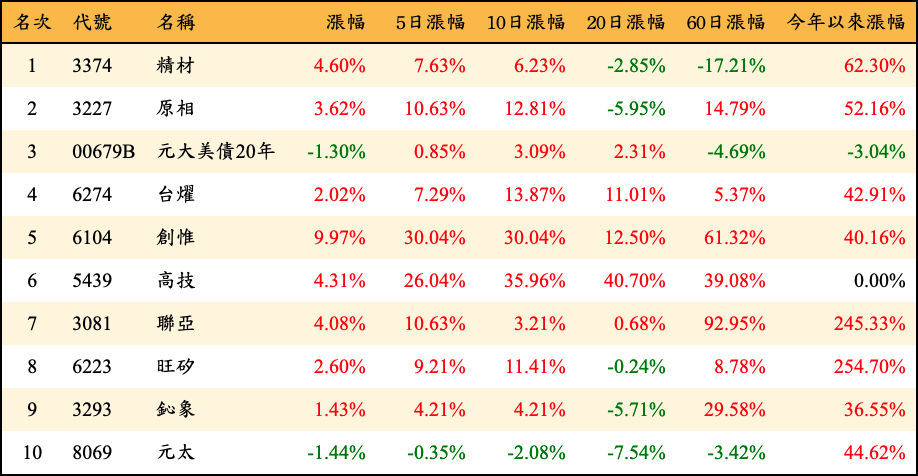 名次 代號 名稱 漲幅 5日漲幅 10日漲幅 20日漲幅 60日漲幅 今年以來漲幅
1 3374 精材 4.60% 7.63% 6.23% -2.85% -17.21% 62.30%
2 3227 原相 3.62% 10.63% 12.81% -5.95% 14.79% 52.16%
3 00679B 元大美債20年 -1.30% 0.85% 3.09% 2.31% -4.69% -3.04%
4 6274 台燿 2.02% 7.29% 13.87% 11.01% 5.37% 42.91%
5 6104 創惟 9.97% 30.04% 30.04% 12.50% 61.32% 40.16%
6 5439 高技 4.31% 26.04% 35.96% 40.70% 39.08% 0.00%
7 3081 聯亞 4.08% 10.63% 3.21% 0.68% 92.95% 245.33%
8 6223 旺矽 2.60% 9.21% 11.41% -0.24% 8.78% 254.70%
9 3293 鈊象 1.43% 4.21% 4.21% -5.71% 29.58% 36.55%
10 8069 元太 -1.44% -0.35% -2.08% -7.54% -3.42% 44.62%